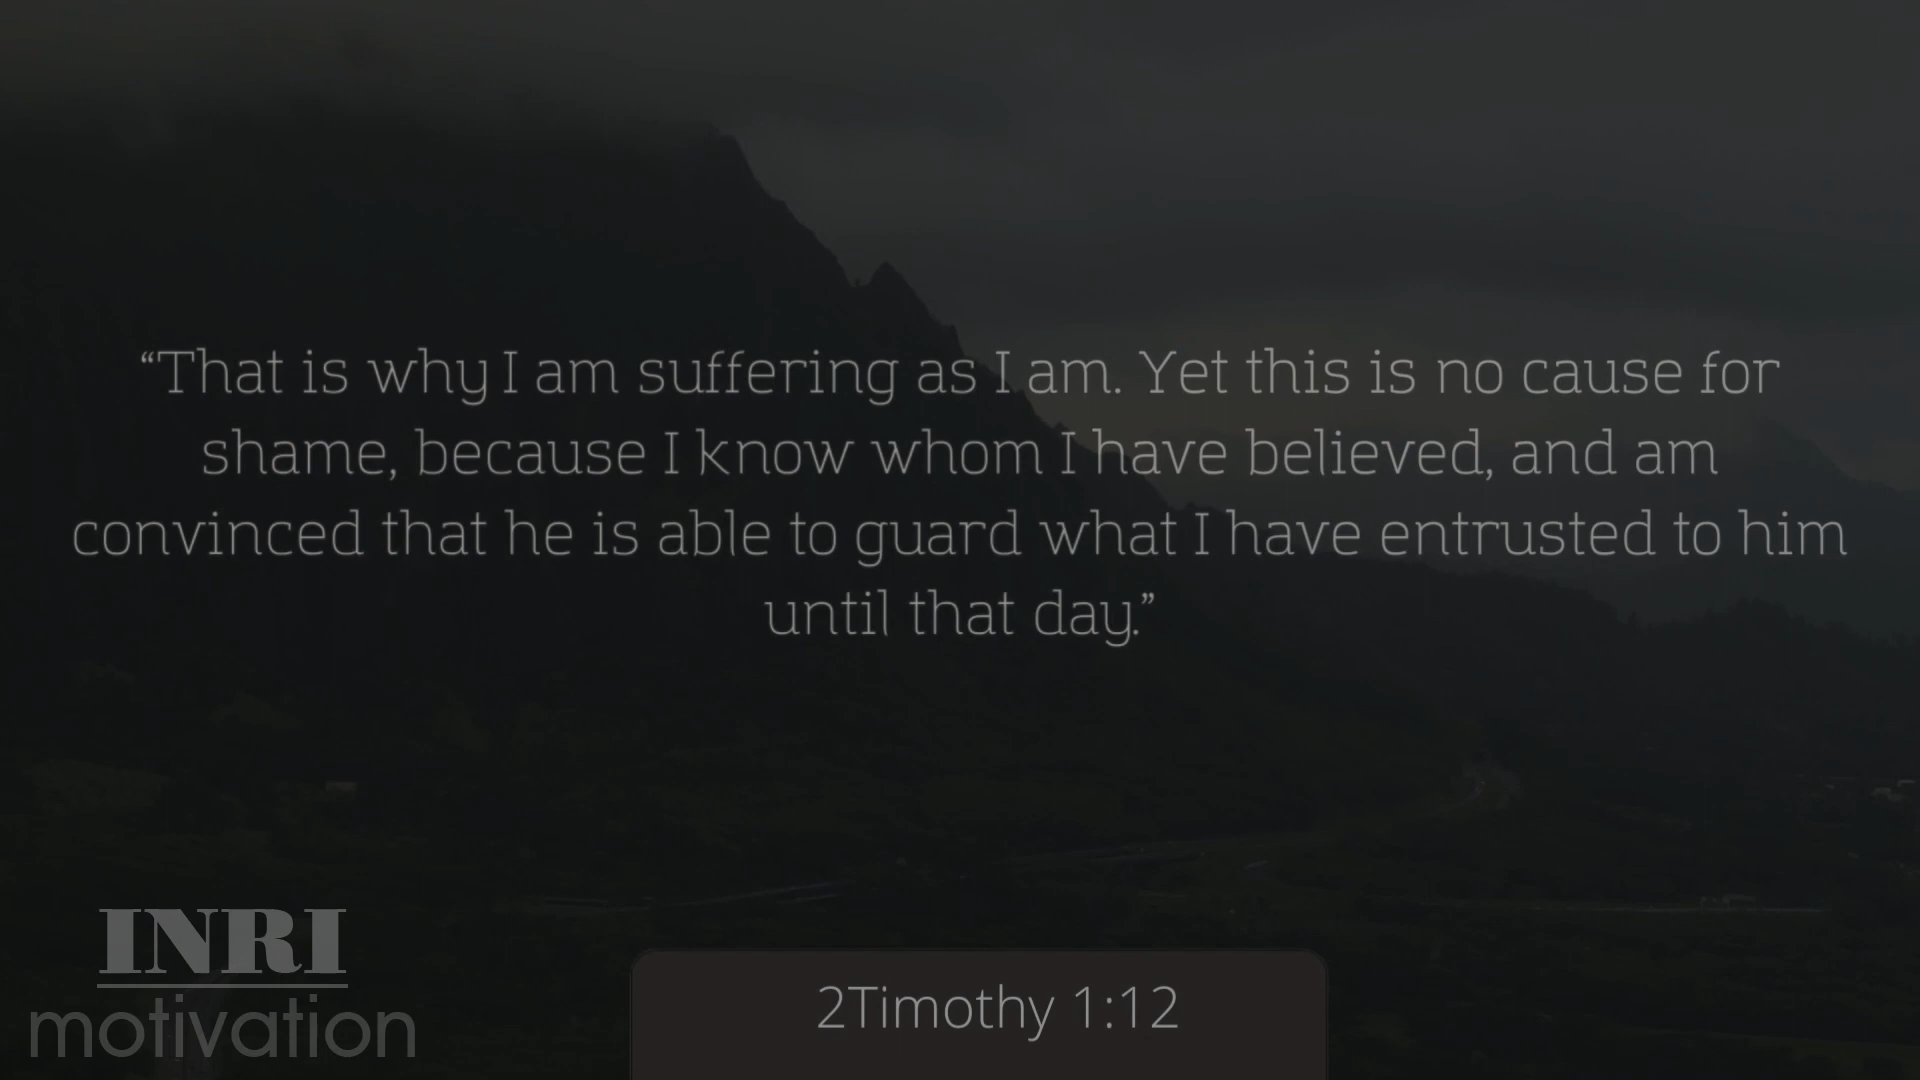 “That is why I am suffering as I am. Yet this is no cause for
shame, because I know whom I have believed, and am
convinced that he is able to guard what I have entrusted to him
until that day.”
INRI
motivation
2Timothy 1:12